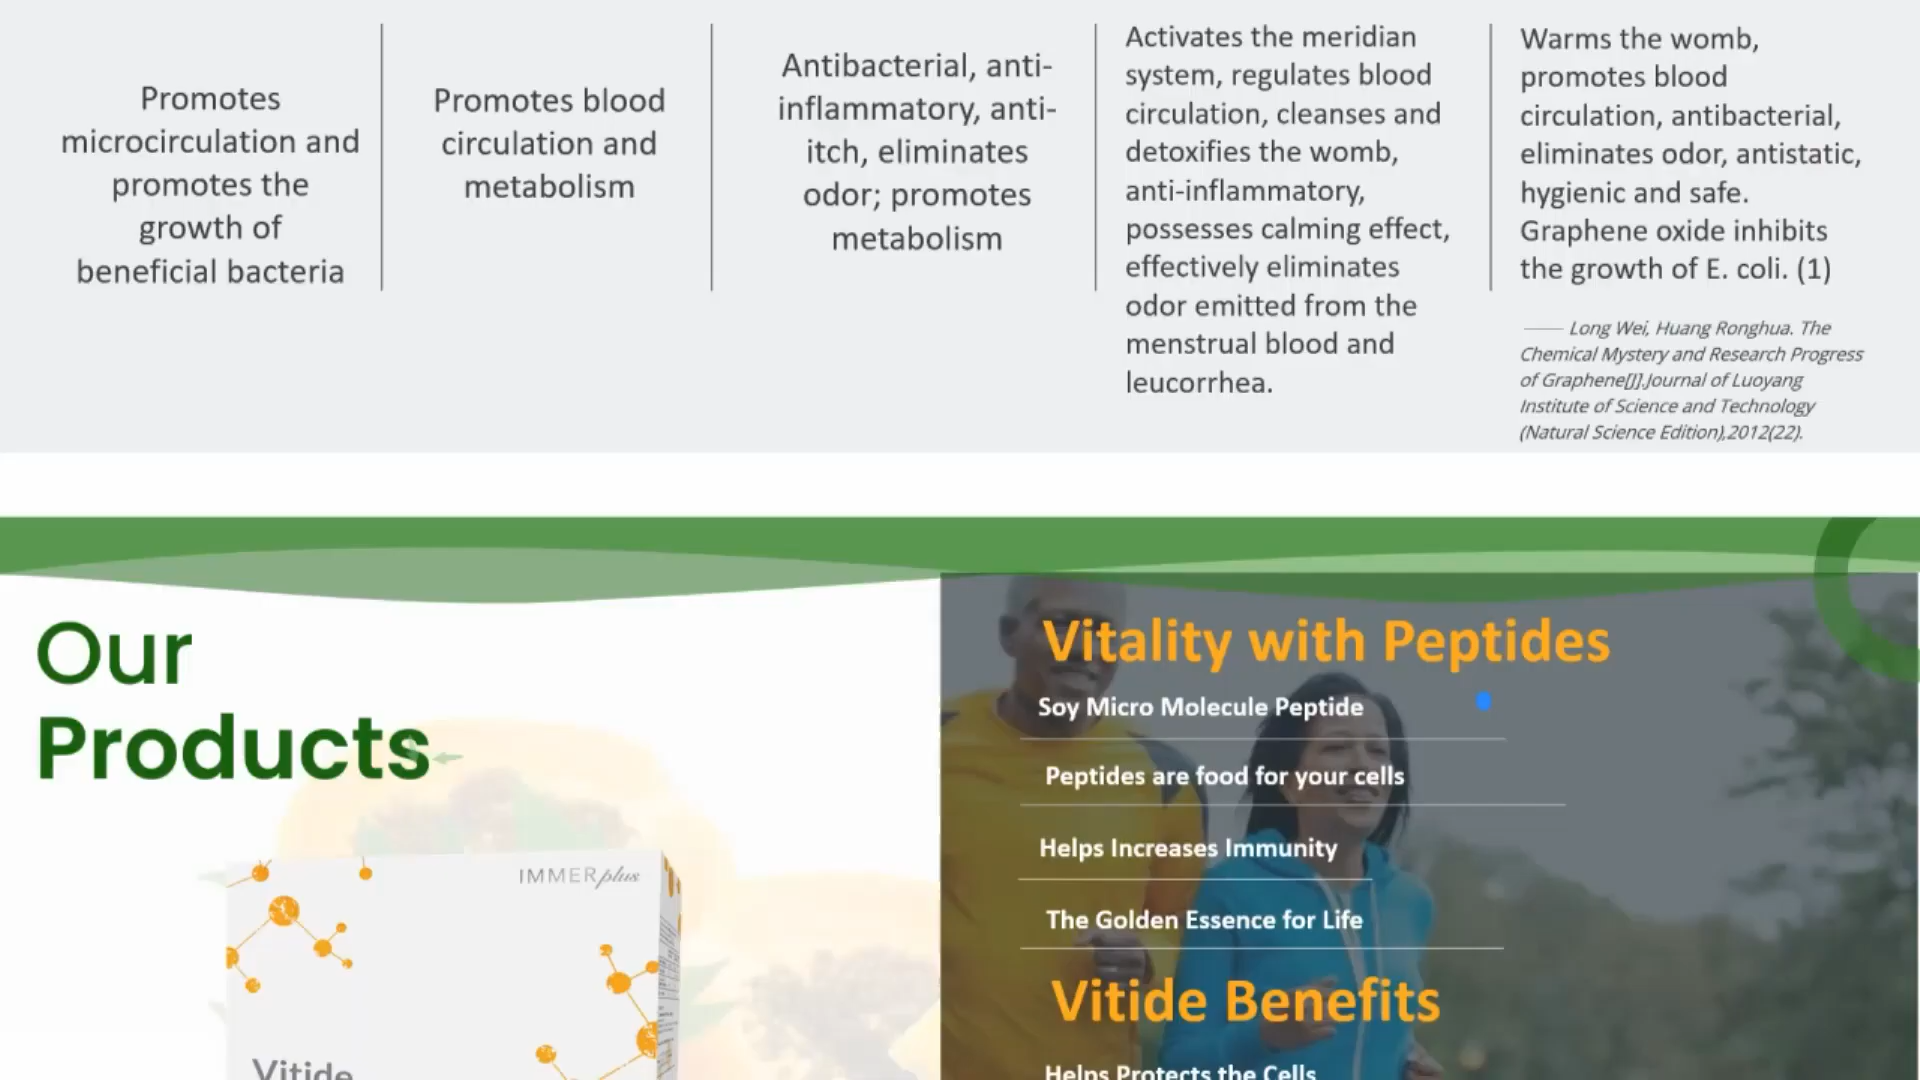 Promotes
microcirculation and
promotes the
growth of
beneficial bacteria
Promotes blood
circulation and
metabolism
Antibacterial, anti-
inflammatory, anti-
itch, eliminates
odor; promotes
metabolism
Activates the meridian
system, regulates blood
circulation, cleanses and
detoxifies the womb,
anti-inflammatory,
possesses calming effect,
effectively eliminates
odor emitted from the
menstrual blood and
leucorrhea.
Warms the womb,
promotes blood
circulation, antibacterial,
eliminates odor, antistatic,
hygienic and safe.
Graphene oxide inhibits
the growth of E. coli. (1)
—— Long Wei, Huang Ronghua. The
Chemical Mystery and Research Progress
of Graphene[J].Journal of Luoyang
Institute of Science and Technology
(Natural Science Edition),2012(22).
Our
Products
IMMERplus
Vitide
Vitality with Peptides
Soy Micro Molecule Peptide
Peptides are food for your cells
Helps Increases Immunity
The Golden Essence for Life
Vitide Benefits
Helps Protects the Cells